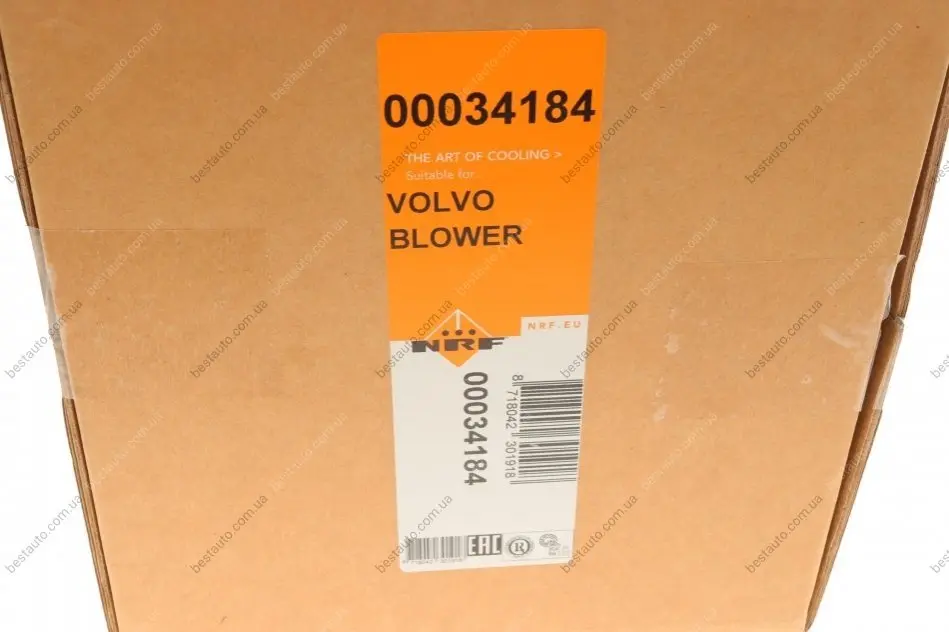 00034184
THE ART OF COOLING >
Suitable for
VOLVO
BLOWER
NRF.EU
NRF
00034184
8 718042 301918
EAC
R
bestauto.com.ua